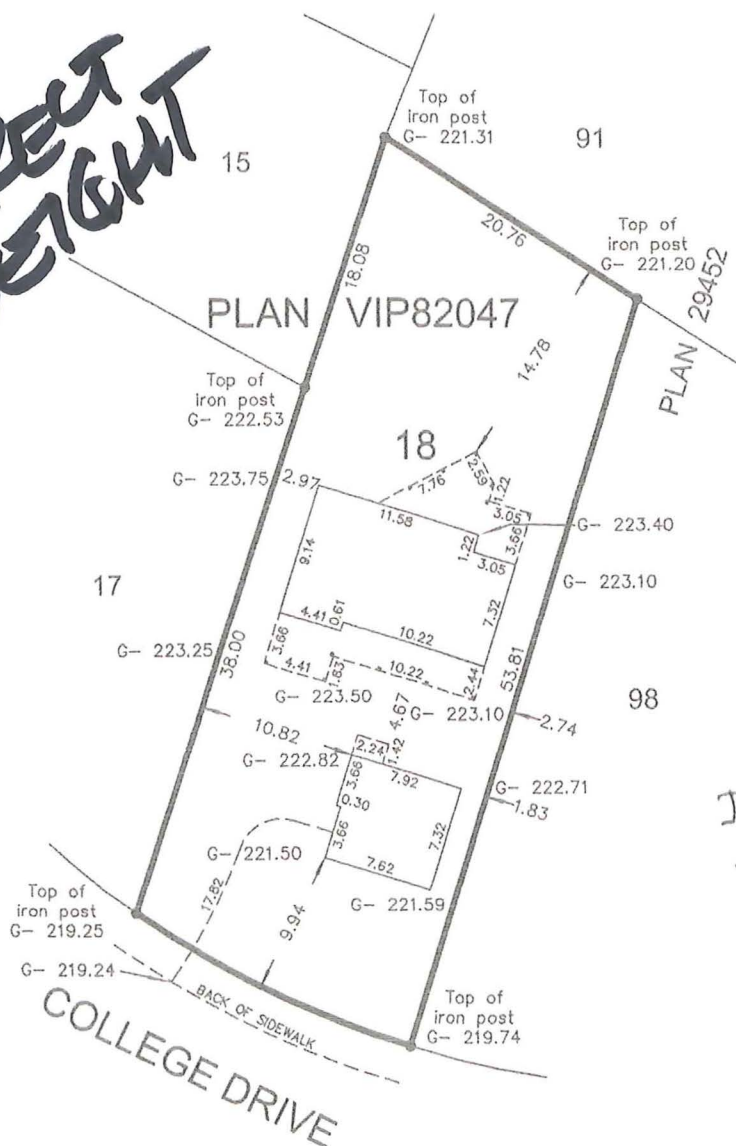 Top of
iron post
G- 221.31
91
15
20.76
Top of
iron post
G- 221.20
18.08
PLAN VIP82047
PLAN 29452
14.78
Top of
iron post
G- 222.53
18
G- 223.75
2.97
7.76
2.59
1.22
3.05
11.58
3.66
G- 223.40
1.22
3.05
9.14
G- 223.10
17
4.41
0.61
10.22
7.32
3.66
G- 223.25
38.00
4.41
1.83
10.22
2.44
53.81
G- 223.50
4.67
G- 223.10
98
2.74
10.82
2.24
1.42
G- 222.82
3.66
7.92
G- 222.71
0.30
1.83
3.66
7.32
G- 221.50
7.62
G- 221.59
17.82
Top of
iron post
G- 219.25
9.94
G- 219.24
BACK OF SIDEWALK
Top of
iron post
G- 219.74
COLLEGE DRIVE